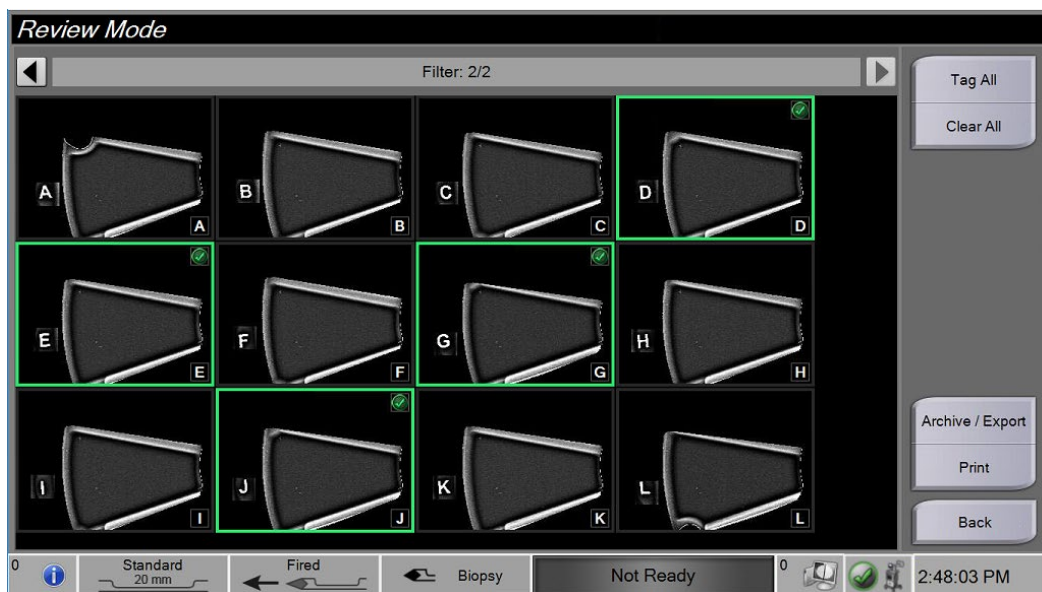 Review Mode
Filter: 2/2
Tag All
Clear All
A
A
B
B
C
C
D
D
E
E
F
F
G
G
H
H
I
I
J
J
K
K
L
L
Archive / Export
Print
Back
0
Standard
20 mm
Fired
Biopsy
Not Ready
0
2:48:03 PM